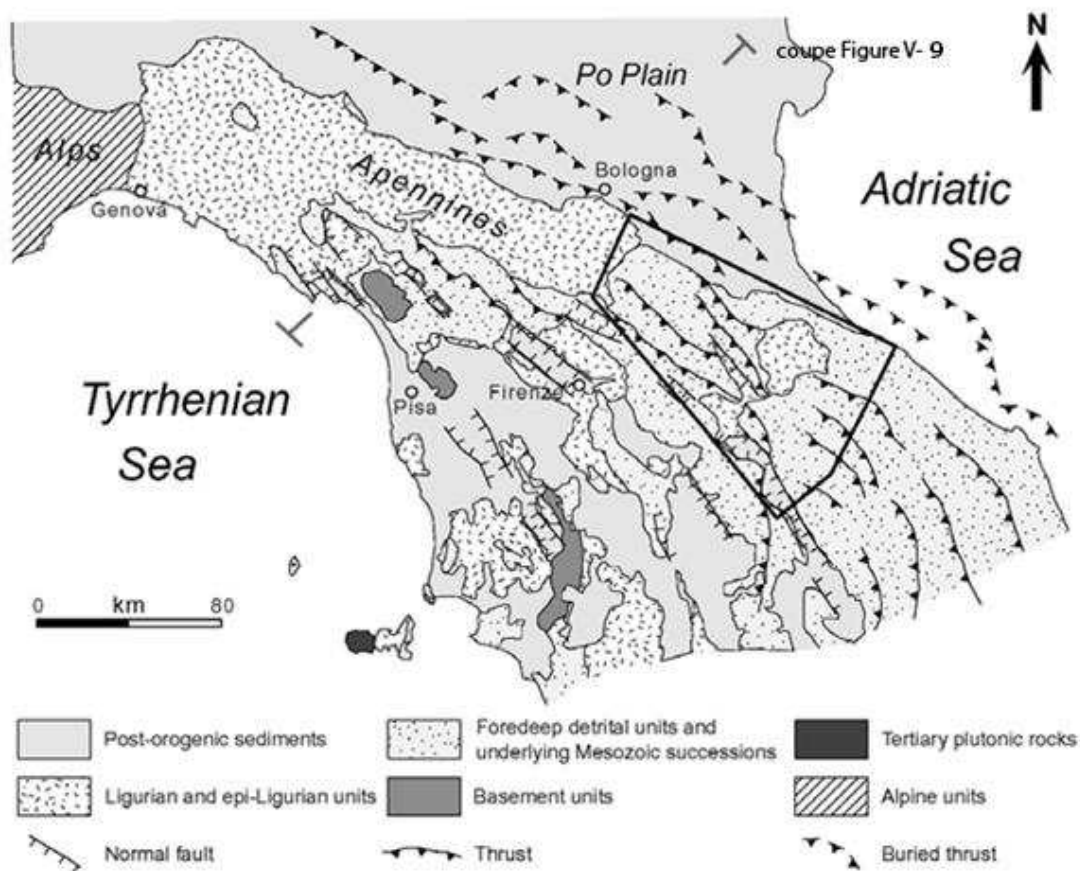 N
coupe Figure V- 9
Po Plain
Alps
Apennines
Bologna
Genova
Adriatic
Sea
Pisa
Firenze
Tyrrhenian
Sea
0 km 80
Post-orogenic sediments
Foredeep detrital units and
underlying Mesozoic successions
Tertiary plutonic rocks
Ligurian and epi-Ligurian units
Basement units
Alpine units
Normal fault
Thrust
Buried thrust